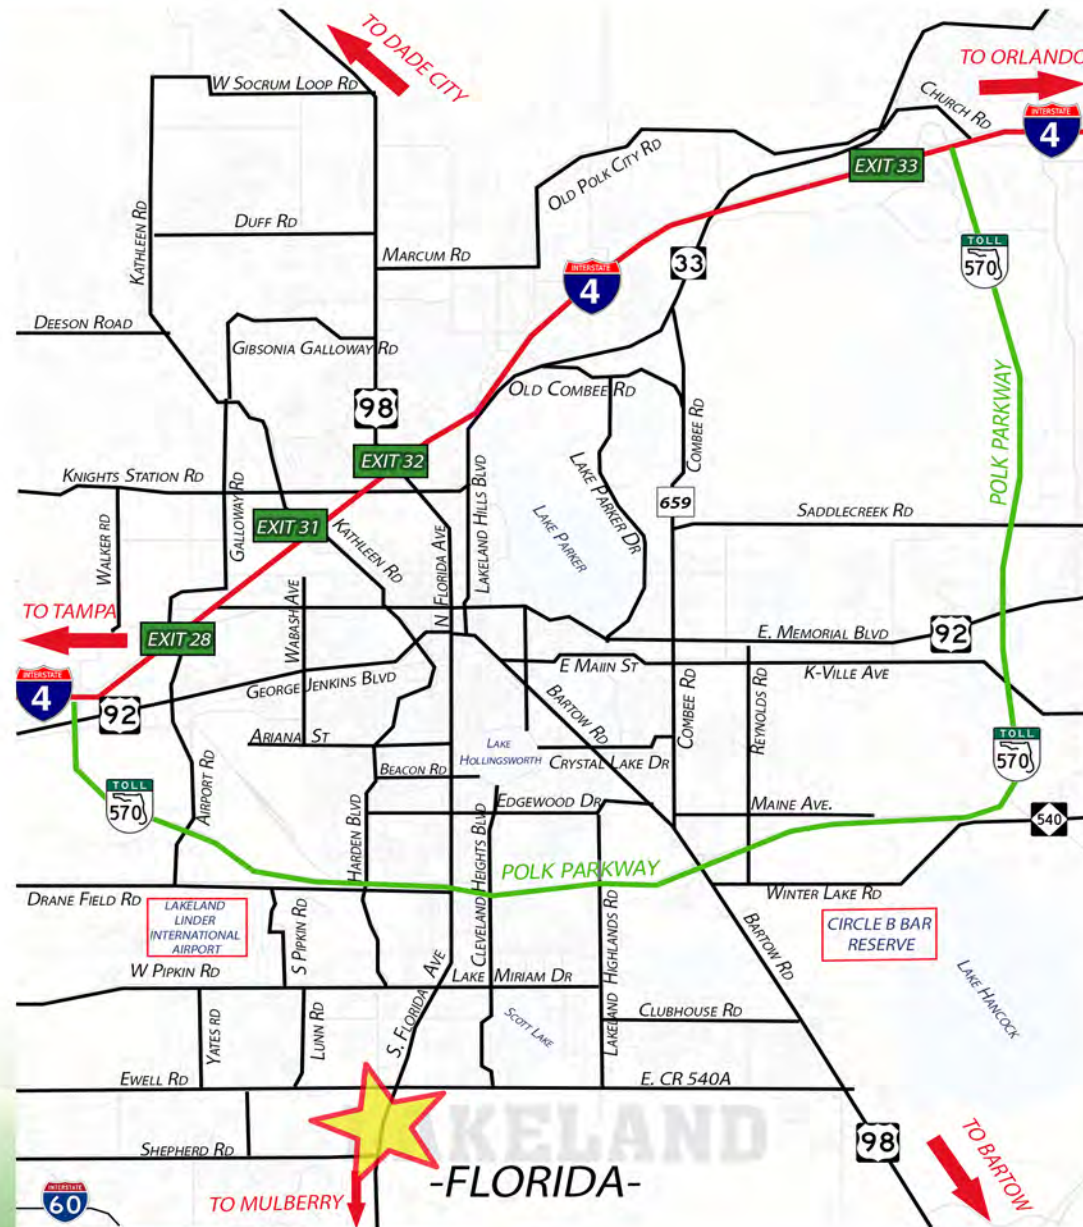 TO DADE CITY
W SOCRUM LOOP RD
TO ORLANDO
CHURCH RD
INTERSTATE
4
OLD POLK CITY RD
EXIT 33
KATHLEEN RD
DUFF RD
MARCUM RD
33
TOLL
570
INTERSTATE
4
DEESON ROAD
GIBSONIA GALLOWAY RD
OLD COMBEE RD
POLK PARKWAY
98
COMBEE RD
EXIT 32
KNIGHTS STATION RD
GALLOWAY RD
LAKELAND HILLS BLVD
LAKE PARKER DR
LAKE PARKER
659
SADDLECREEK RD
WALKER RD
EXIT 31
KATHLEEN RD
N FLORIDA AVE
WABASH AVE
TO TAMPA
EXIT 28
E. MEMORIAL BLVD
92
INTERSTATE
4
92
GEORGE JENKINS BLVD
E MAIIN ST
K-VILLE AVE
BARTOW RD
COMBEE RD
REYNOLDS RD
ARIANA ST
LAKE
HOLLINGSWORTH
CRYSTAL LAKE DR
BEACON RD
TOLL
570
TOLL
570
AIRPORT RD
HARDEN BLVD
CLEVELAND HEIGHTS BLVD
EDGEWOOD DR
MAINE AVE.
540
POLK PARKWAY
DRANE FIELD RD
WINTER LAKE RD
LAKELAND
LINDER
INTERNATIONAL
AIRPORT
S PIPKIN RD
LAKELAND HIGHLANDS RD
BARTOW RD
CIRCLE B BAR
RESERVE
W PIPKIN RD
S. FLORIDA AVE
LAKE MIRIAM DR
LAKE HANCOCK
YATES RD
LUNN RD
SCOTT LAKE
CLUBHOUSE RD
EWELL RD
E. CR 540A
AKELAND
98
SHEPHERD RD
TO BARTOW
-FLORIDA-
INTERSTATE
60
TO MULBERRY